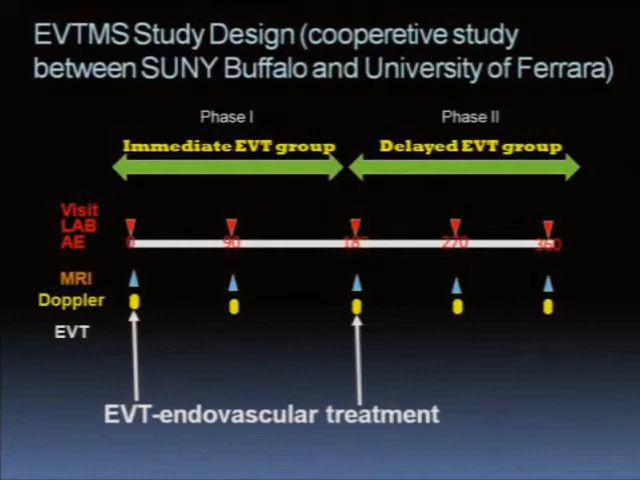 EVTMS Study Design (cooperetive study
between SUNY Buffalo and University of Ferrara)
Phase I
Phase II
Immediate EVT group
Delayed EVT group
Visit
LAB
AE
0
90
270
360
MRI
Doppler
EVT
EVT-endovascular treatment